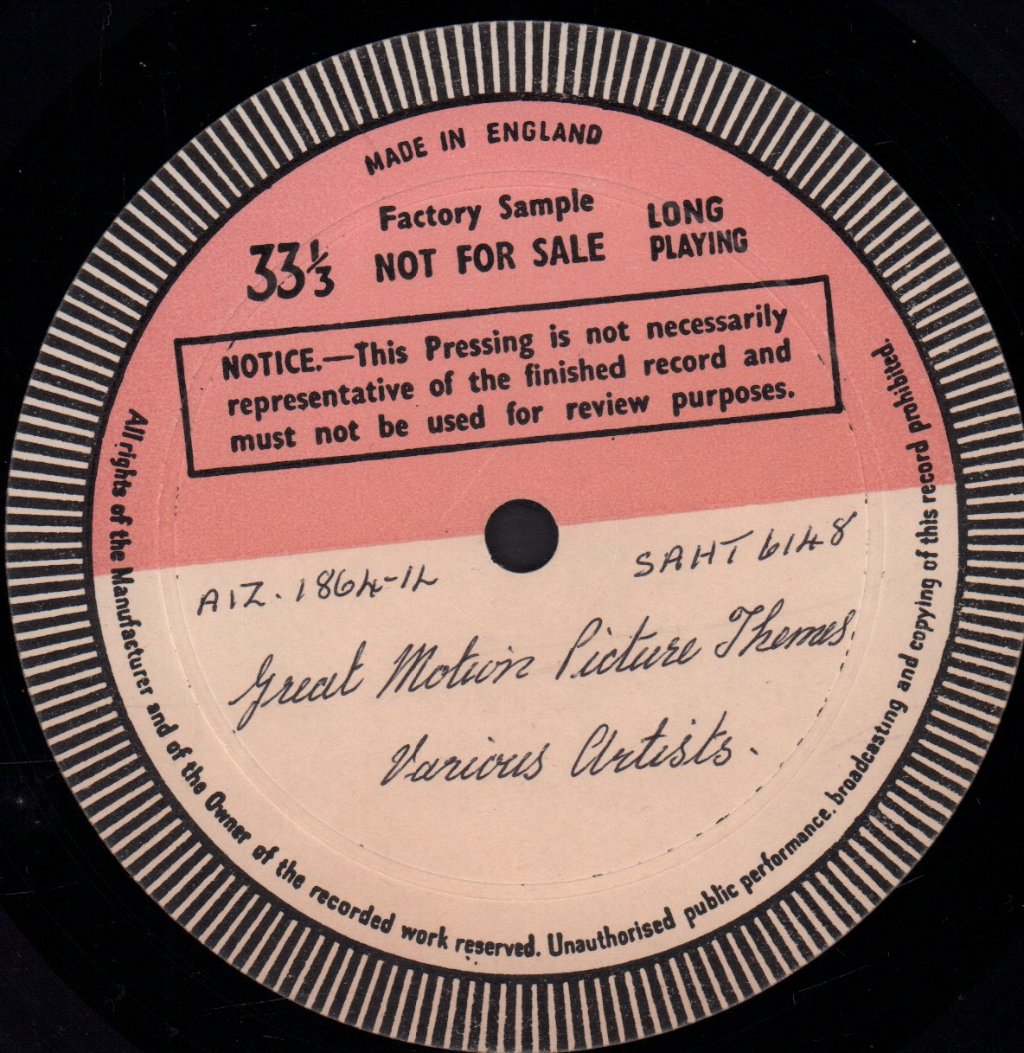 MADE IN ENGLAND
Factory Sample
NOT FOR SALE
33⅓
LONG
PLAYING
NOTICE.—This Pressing is not necessarily
representative of the finished record and
must not be used for review purposes.
A1Z.1864-1L
SAHT 6148
Great Motion Picture Themes.
Various Artists.
All rights of the Manufacturer and of the Owner of the recorded work reserved. Unauthorised public performance, broadcasting and copying of this record prohibited.